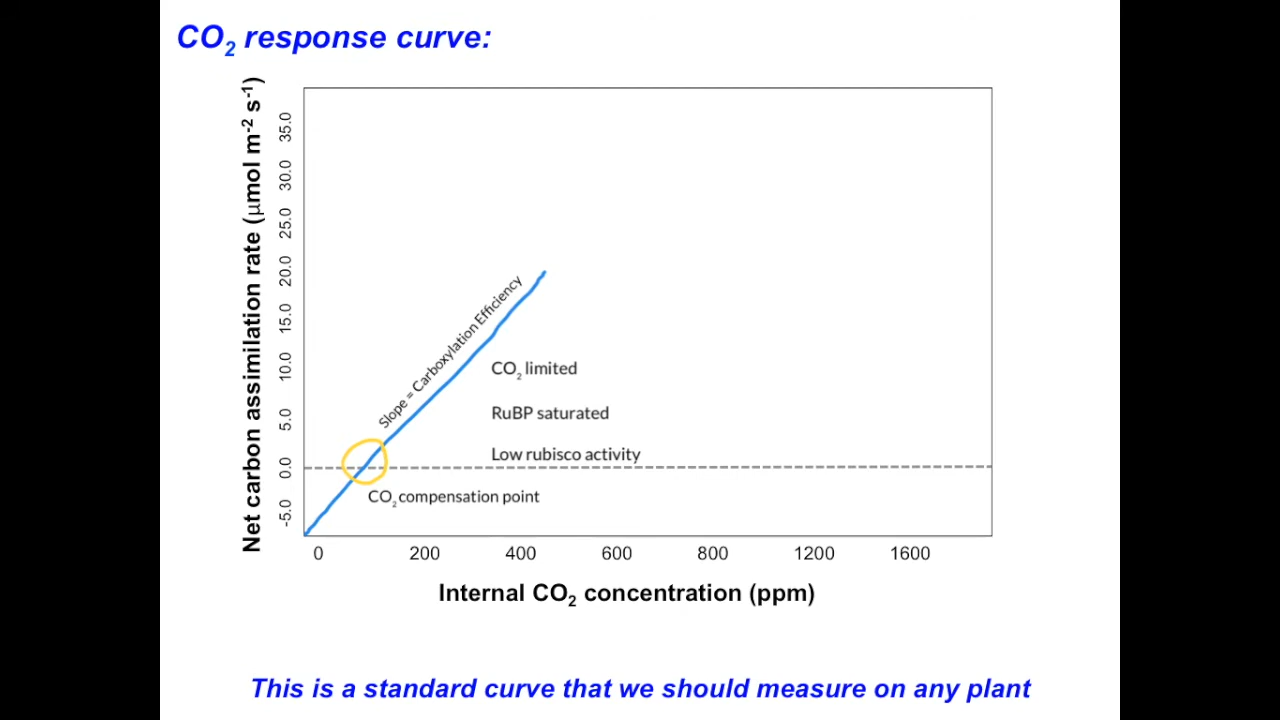 CO₂ response curve:
Net carbon assimilation rate (μmol m⁻² s⁻¹)
35.0
30.0
25.0
20.0
15.0
10.0
5.0
0.0
-5.0
Slope = Carboxylation Efficiency
CO₂ limited
RuBP saturated
Low rubisco activity
CO₂ compensation point
0 200 400 600 800 1200 1600
Internal CO₂ concentration (ppm)
This is a standard curve that we should measure on any plant